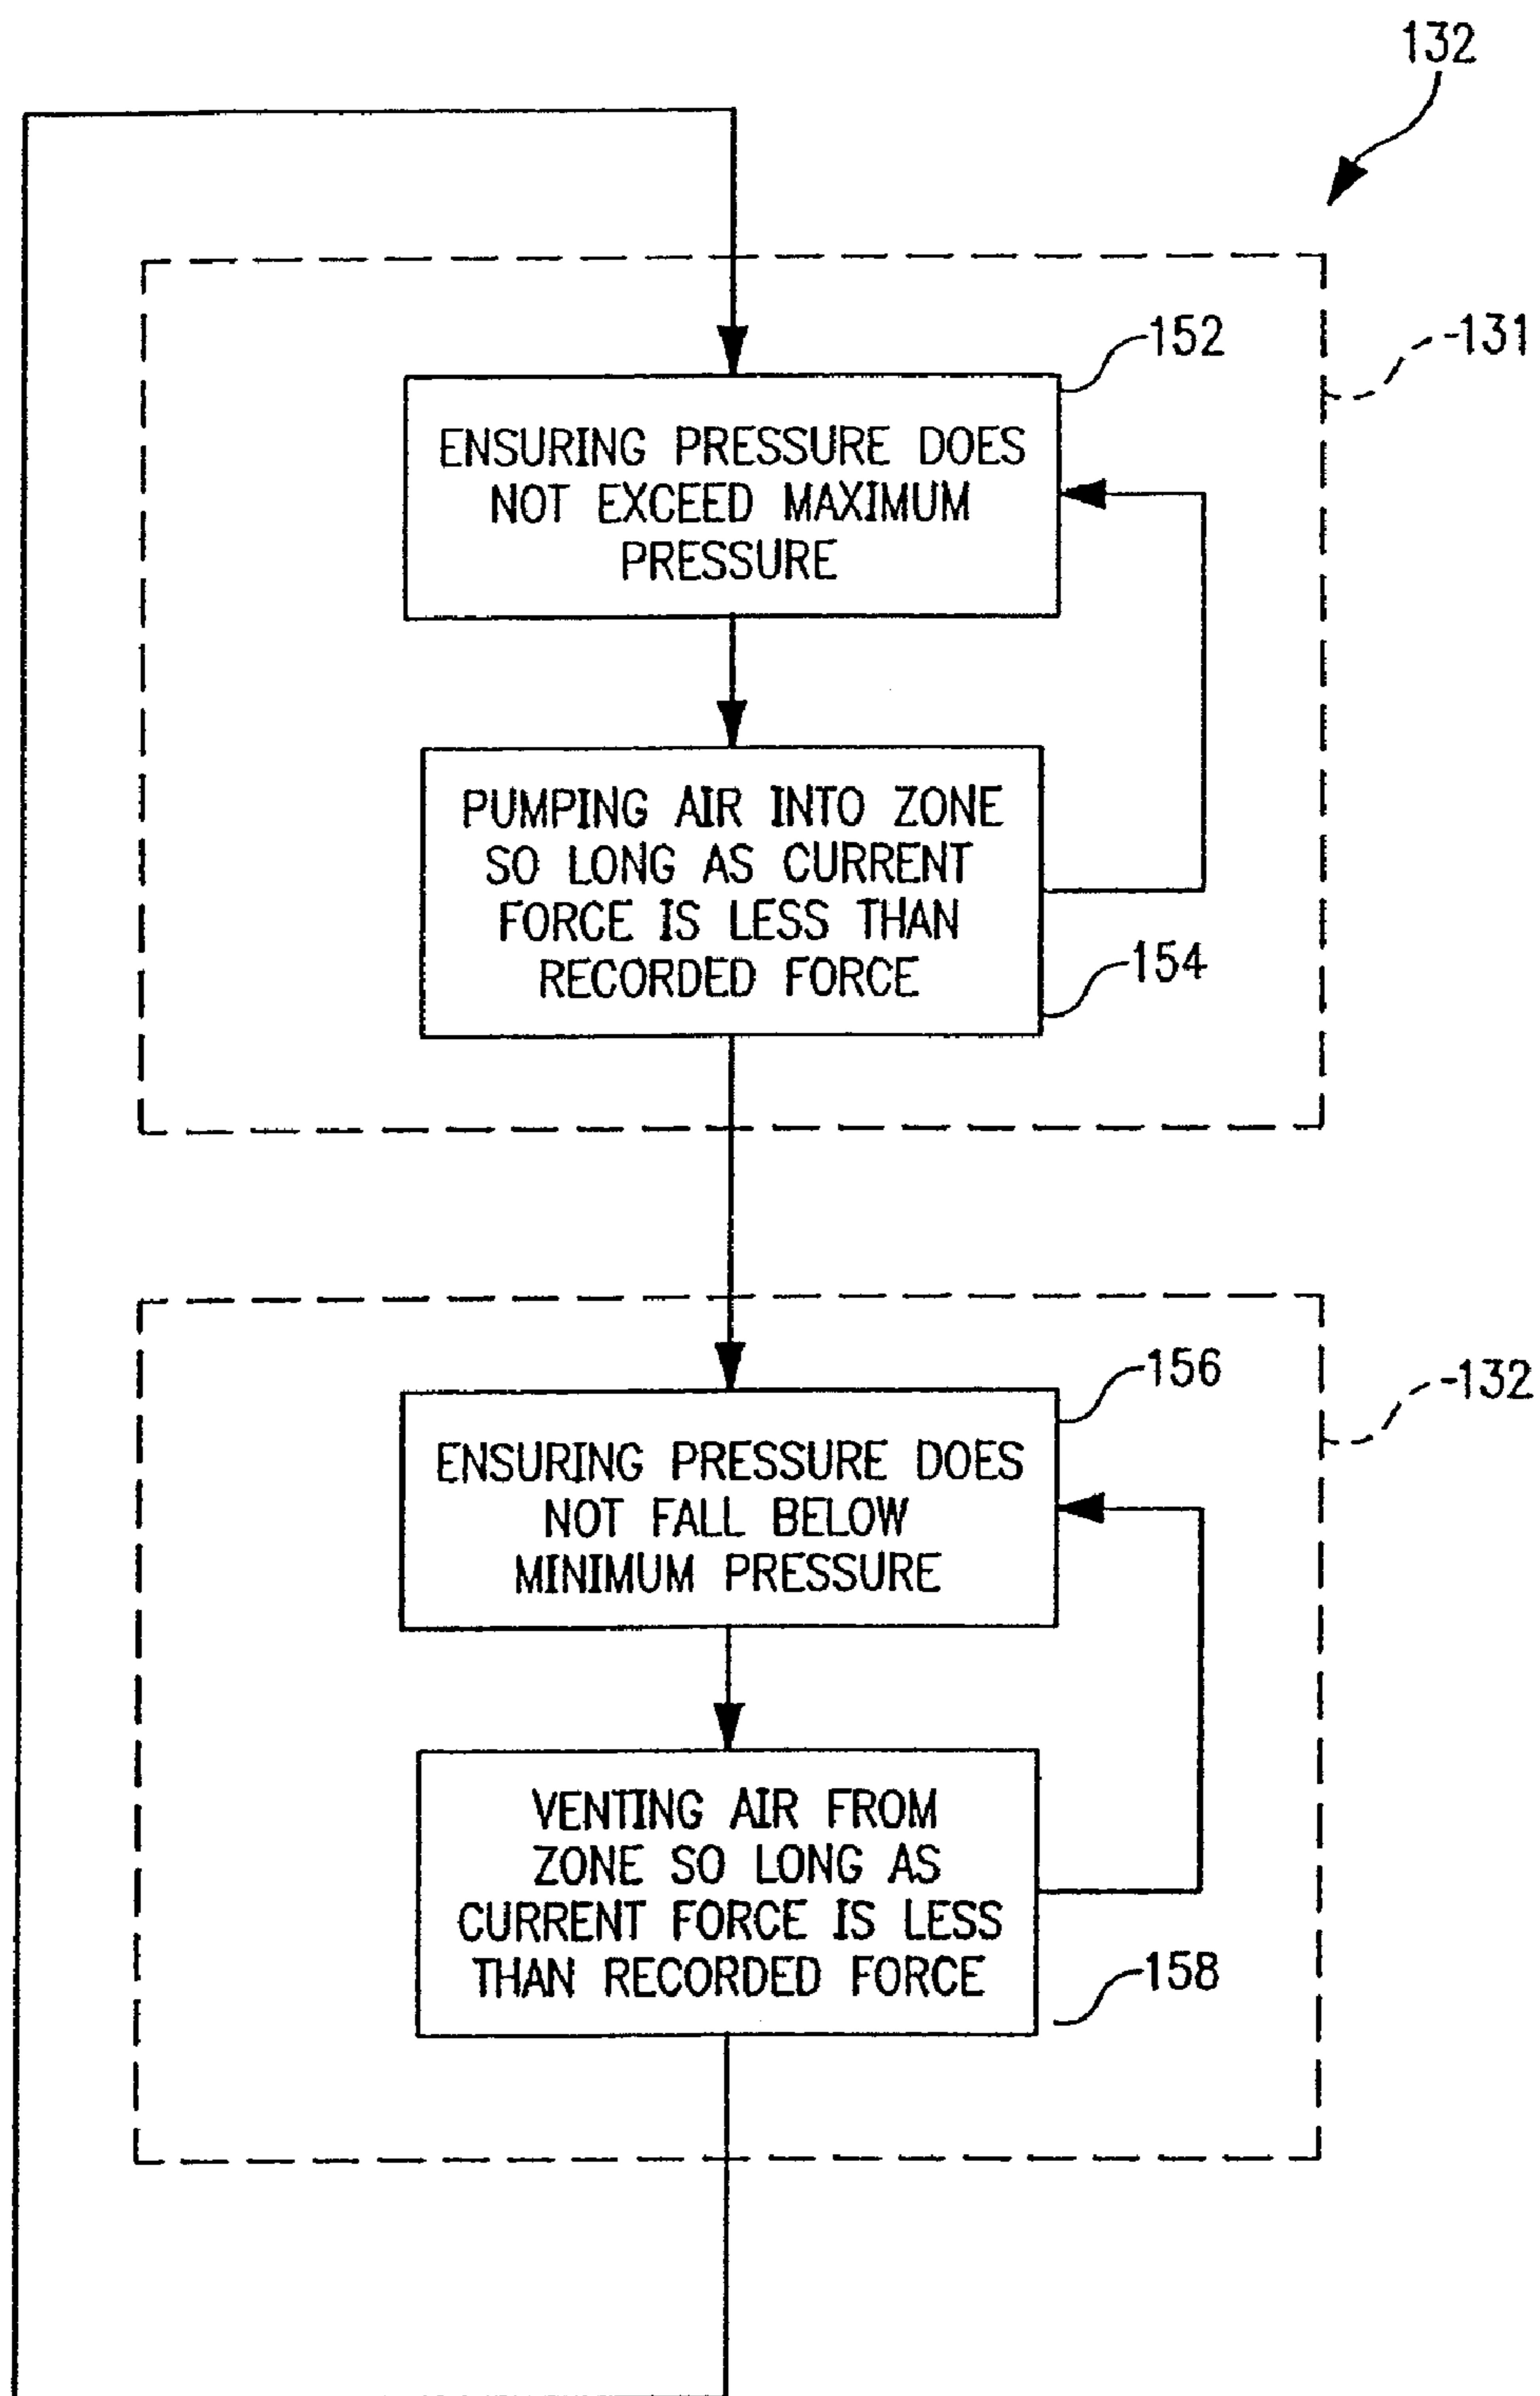 132
-131
152
ENSURING PRESSURE DOES
NOT EXCEED MAXIMUM
PRESSURE
PUMPING AIR INTO ZONE
SO LONG AS CURRENT
FORCE IS LESS THAN
RECORDED FORCE
154
156
-132
ENSURING PRESSURE DOES
NOT FALL BELOW
MINIMUM PRESSURE
VENTING AIR FROM
ZONE SO LONG AS
CURRENT FORCE IS LESS
THAN RECORDED FORCE
158